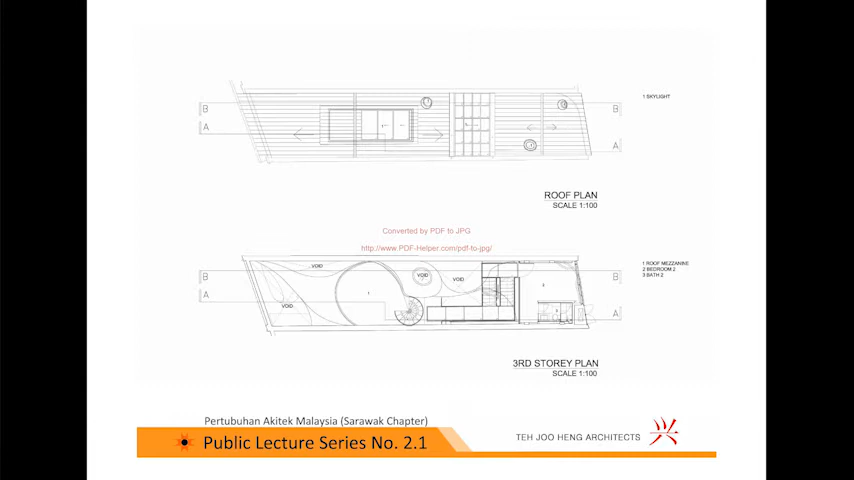 B
B
1 SKYLIGHT
A
A
ROOF PLAN
SCALE 1:100
Converted by PDF to JPG
http://www.PDF-Helper.com/pdf-to-jpg/
VOID
1 ROOF MEZZANINE
2 BEDROOM 2
3 BATH 2
B
VOID
VOID
B
A
VOID
1
A
3RD STOREY PLAN
SCALE 1:100
Pertubuhan Akitek Malaysia (Sarawak Chapter)
Public Lecture Series No. 2.1
TEH JOO HENG ARCHITECTS
兴